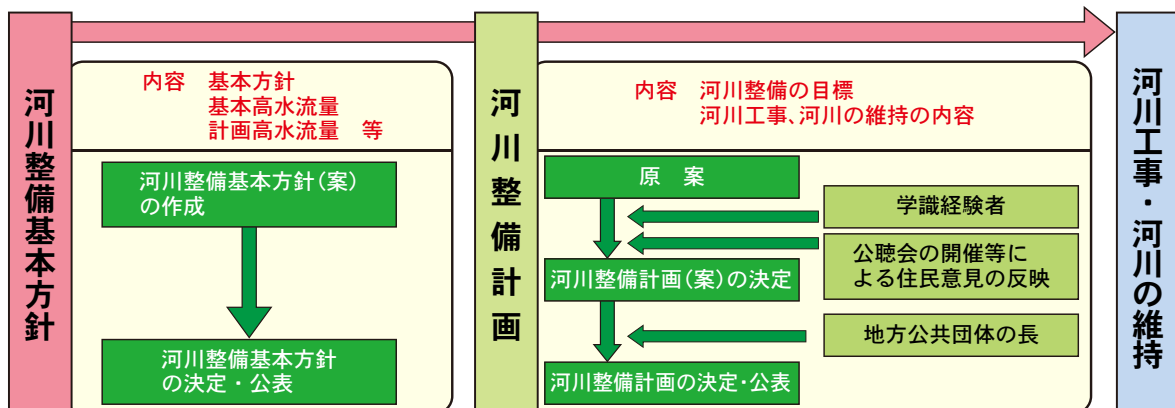 河川整備基本方針
内容　基本方針
基本高水流量
計画高水流量　等
河川整備基本方針（案）
の作成
河川整備基本方針
の決定・公表
河川整備計画
内容　河川整備の目標
河川工事、河川の維持の内容
原　案
学識経験者
公聴会の開催等に
よる住民意見の反映
河川整備計画（案）の決定
地方公共団体の長
河川整備計画の決定・公表
河川工事・河川の維持